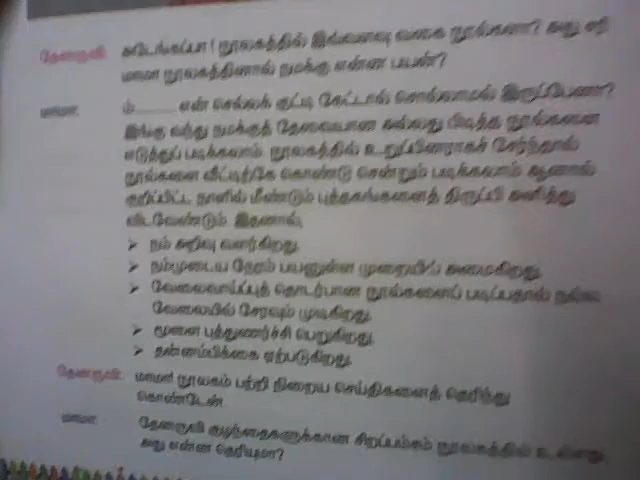 தேனருவி: அடேங்கப்பா! நூலகத்தில் இவ்வளவு வகை நூல்களா? அது சரி
மாமா நூலகத்தினால் நமக்கு என்ன பயன்?
மாமா: ம்........ என் செல்லக் குட்டி கேட்டால் சொல்லாமல் இருப்பேனா?
இங்கு வந்து நமக்குத் தேவையான அல்லது பிடித்த நூல்களை
எடுத்துப் படிக்கலாம். நூலகத்தில் உறுப்பினராகச் சேர்ந்தால்
நூல்களை வீட்டிற்கே கொண்டு சென்றும் படிக்கலாம் ஆனால்
குறிப்பிட்ட நாளில் மீண்டும் புத்தகங்களைத் திருப்பி அளித்து
விடவேண்டும். இதனால்,
➤ நம் அறிவு வளர்கிறது.
➤ நம்முடைய நேரம் பயனுள்ள முறையில் அமைகிறது.
➤ வேலைவாய்ப்புத் தொடர்பான நூல்களைப் படிப்பதால் நல்ல
வேலையில் சேரவும் முடிகிறது.
➤ மூளை புத்துணர்ச்சி பெறுகிறது.
➤ தன்னம்பிக்கை ஏற்படுகிறது.
தேனருவி: மாமா! நூலகம் பற்றி நிறைய செய்திகளைத் தெரிந்து
கொண்டேன்.
மாமா: தேனருவி குழந்தைகளுக்கான சிறப்பம்சம் நூலகத்தில் உள்ளது.
அது என்ன தெரியுமா?